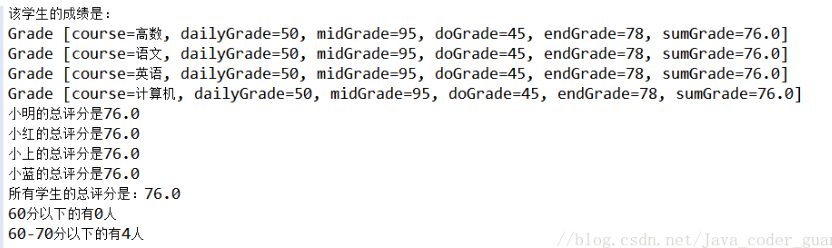 该学生的成绩是：
Grade [course=高数, dailyGrade=50, midGrade=95, doGrade=45, endGrade=78, sumGrade=76.0]
Grade [course=语文, dailyGrade=50, midGrade=95, doGrade=45, endGrade=78, sumGrade=76.0]
Grade [course=英语, dailyGrade=50, midGrade=95, doGrade=45, endGrade=78, sumGrade=76.0]
Grade [course=计算机, dailyGrade=50, midGrade=95, doGrade=45, endGrade=78, sumGrade=76.0]
小明的总评分是76.0
小红的总评分是76.0
小上的总评分是76.0
小蓝的总评分是76.0
所有学生的总评分是：76.0
60分以下的有0人
60-70分以下的有4人
//blog.csdn.net/Java_coder_guan